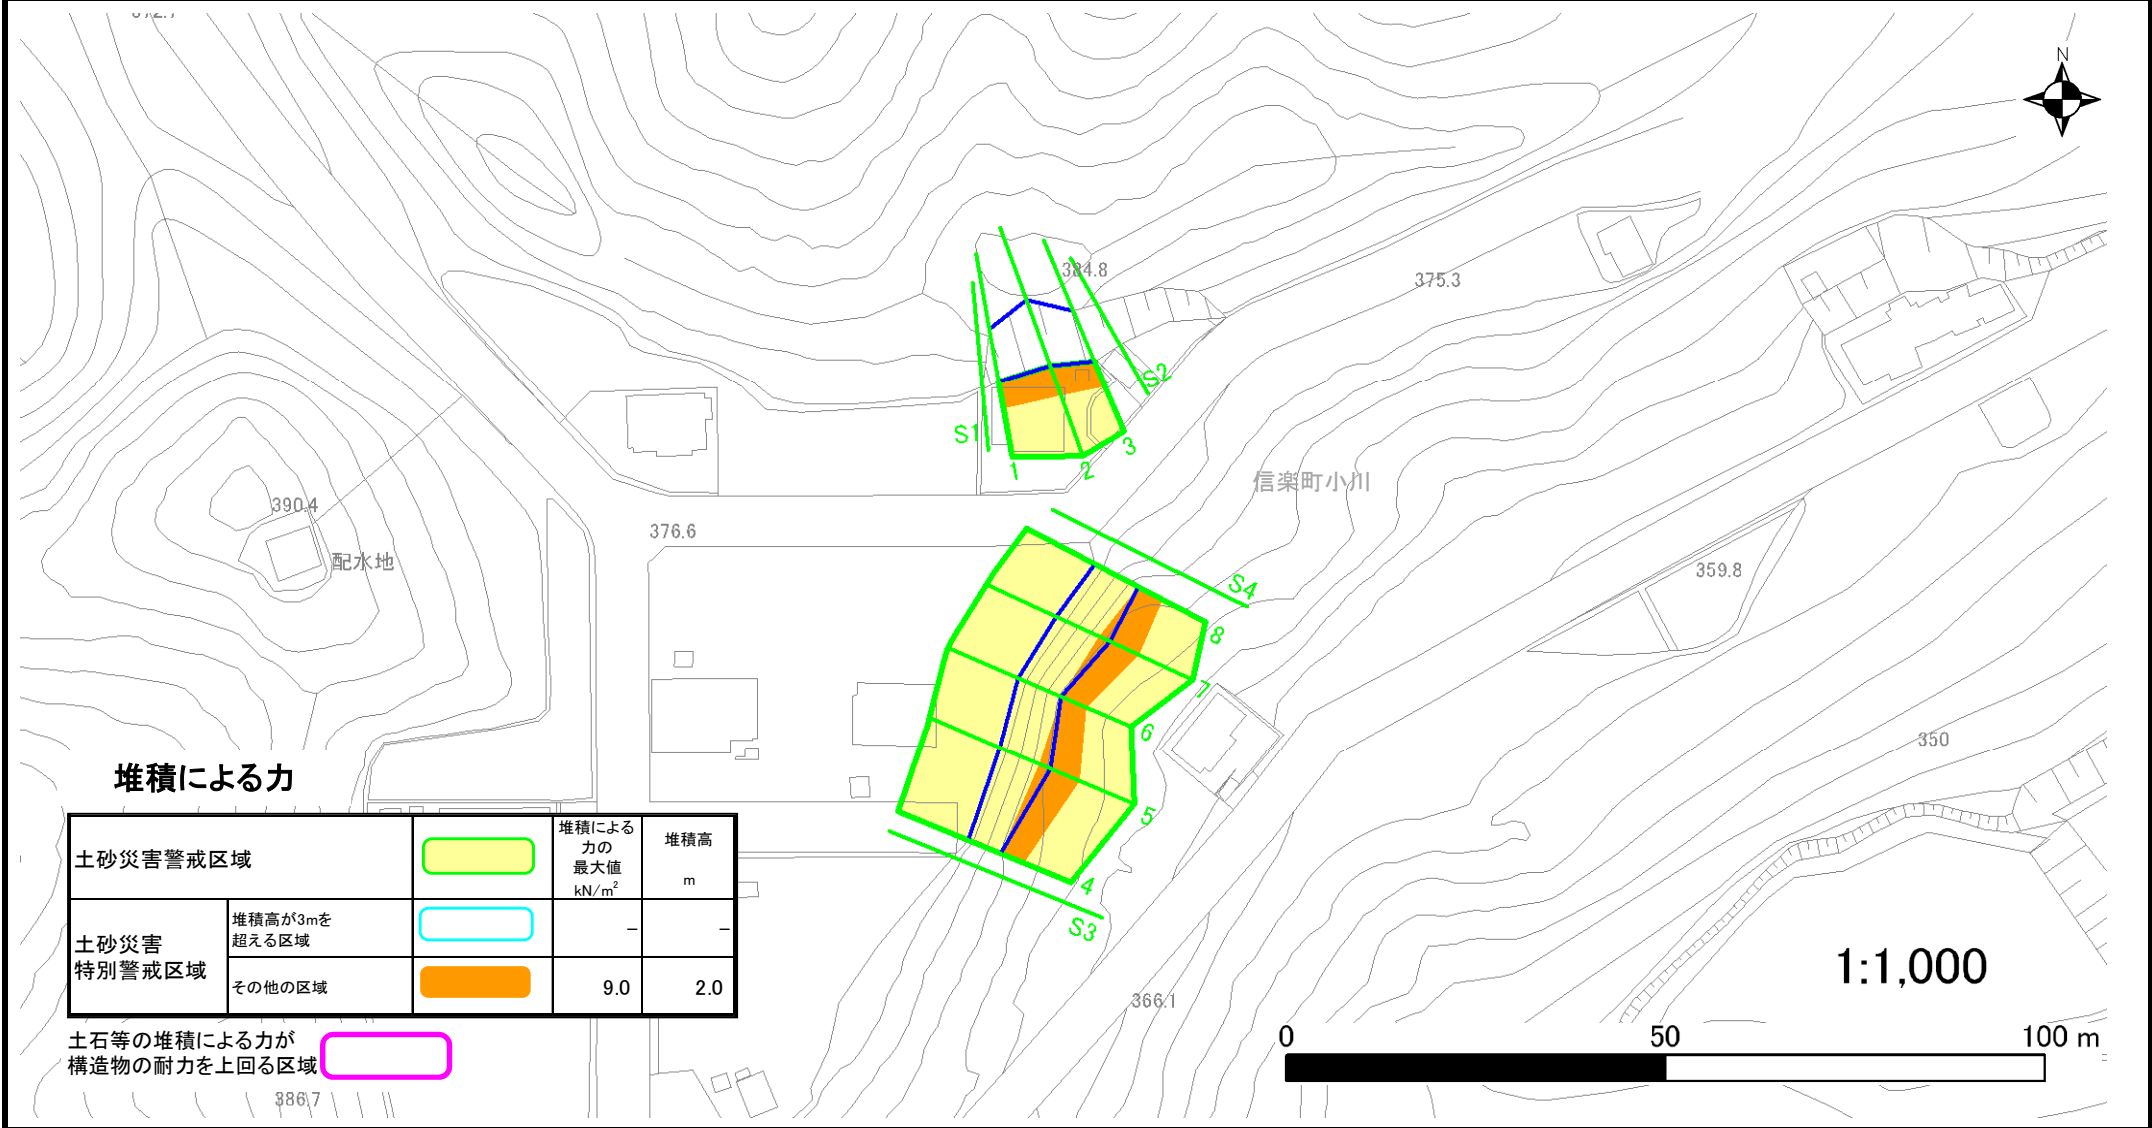 372.7
N
384.8
375.3
S2
S1
1
2
3
信楽町小川
390.4
376.6
配水地
359.8
S4
8
7
6
350
5
4
S3
366.1
堆積による力
土砂災害警戒区域
堆積による
力の
最大値
kN/m²
堆積高
m
土砂災害
特別警戒区域
堆積高が3mを
超える区域
–
–
その他の区域
9.0
2.0
土石等の堆積による力が
構造物の耐力を上回る区域
386.7
1:1,000
0
50
100 m